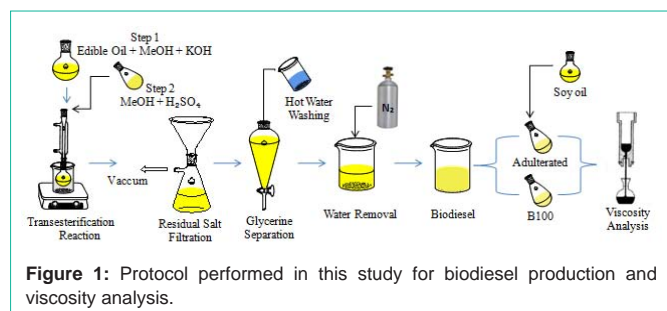 Step 1
Edible Oil + MeOH + KOH
Step 2
MeOH + H₂SO₄
Hot Water
Washing
N₂
Soy oil
Vaccum
Adulterated
B100
Transesterification
Reaction
Residual Salt
Filtration
Glycerine
Separation
Water Removal
Biodiesel
Viscosity
Analysis
Figure 1: Protocol performed in this study for biodiesel production and
viscosity analysis.